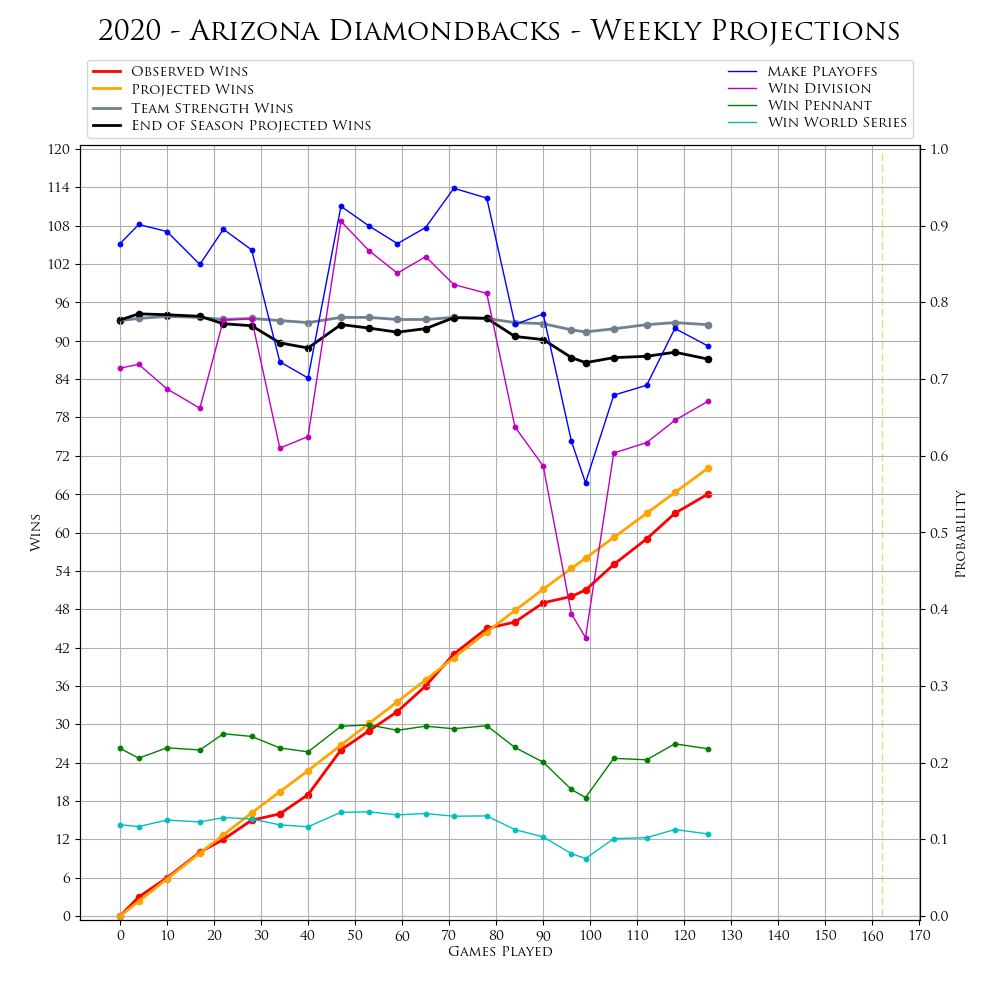 2020 - Arizona Diamondbacks - Weekly Projections
Observed Wins
Projected Wins
Team Strength Wins
End of Season Projected Wins
Make Playoffs
Win Division
Win Pennant
Win World Series
120
114
108
102
96
90
84
78
72
66
60
54
48
42
36
30
24
18
12
6
0
Wins
1.0
0.9
0.8
0.7
0.6
0.5
0.4
0.3
0.2
0.1
0.0
Probability
0 10 20 30 40 50 60 70 80 90 100 110 120 130 140 150 160 170
Games Played